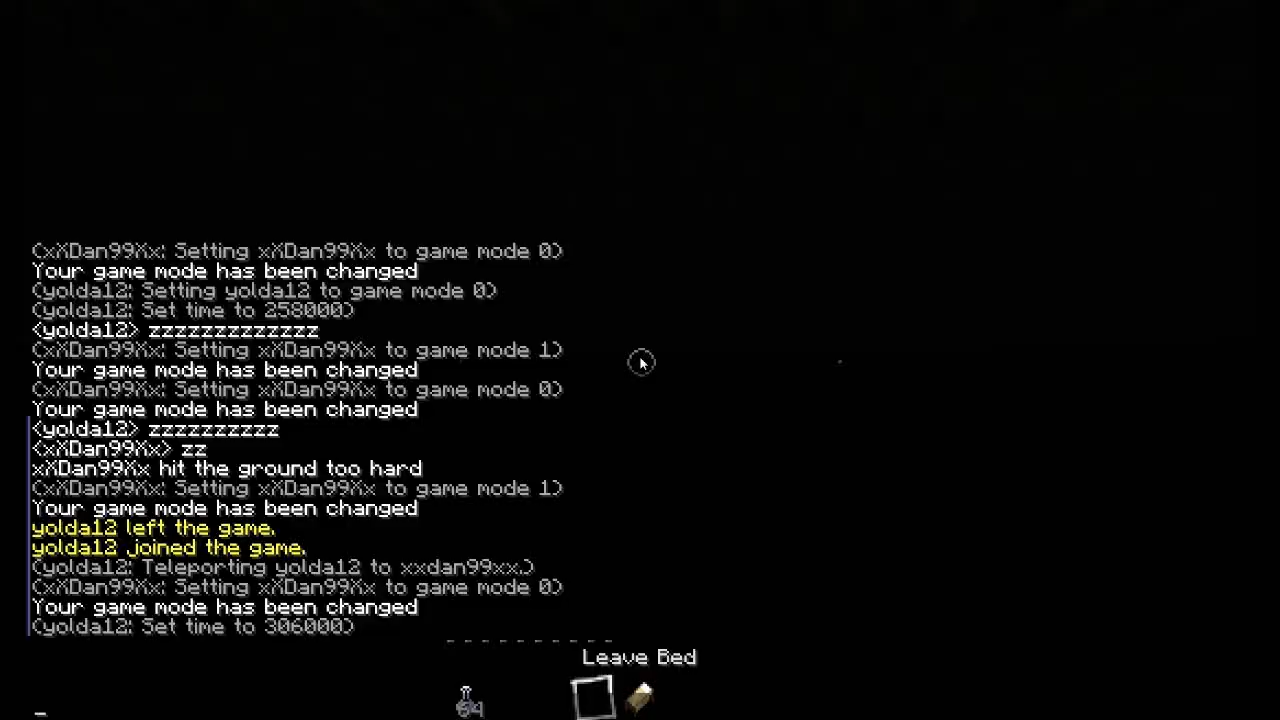 (xXDan99Xx: Setting xXDan99Xx to game mode 0)
Your game mode has been changed
(yolda12: Setting yolda12 to game mode 0)
(yolda12: Set time to 258000)
<yolda12> zzzzzzzzzzzzz
(xXDan99Xx: Setting xXDan99Xx to game mode 1)
Your game mode has been changed
(xXDan99Xx: Setting xXDan99Xx to game mode 0)
Your game mode has been changed
<yolda12> zzzzzzzzzz
<xXDan99Xx> zz
xXDan99Xx hit the ground too hard
(xXDan99Xx: Setting xXDan99Xx to game mode 1)
Your game mode has been changed
yolda12 left the game.
yolda12 joined the game.
(yolda12: Teleporting yolda12 to xxdan99xx.)
(xXDan99Xx: Setting xXDan99Xx to game mode 0)
Your game mode has been changed
(yolda12: Set time to 306000)
Leave Bed
64
_